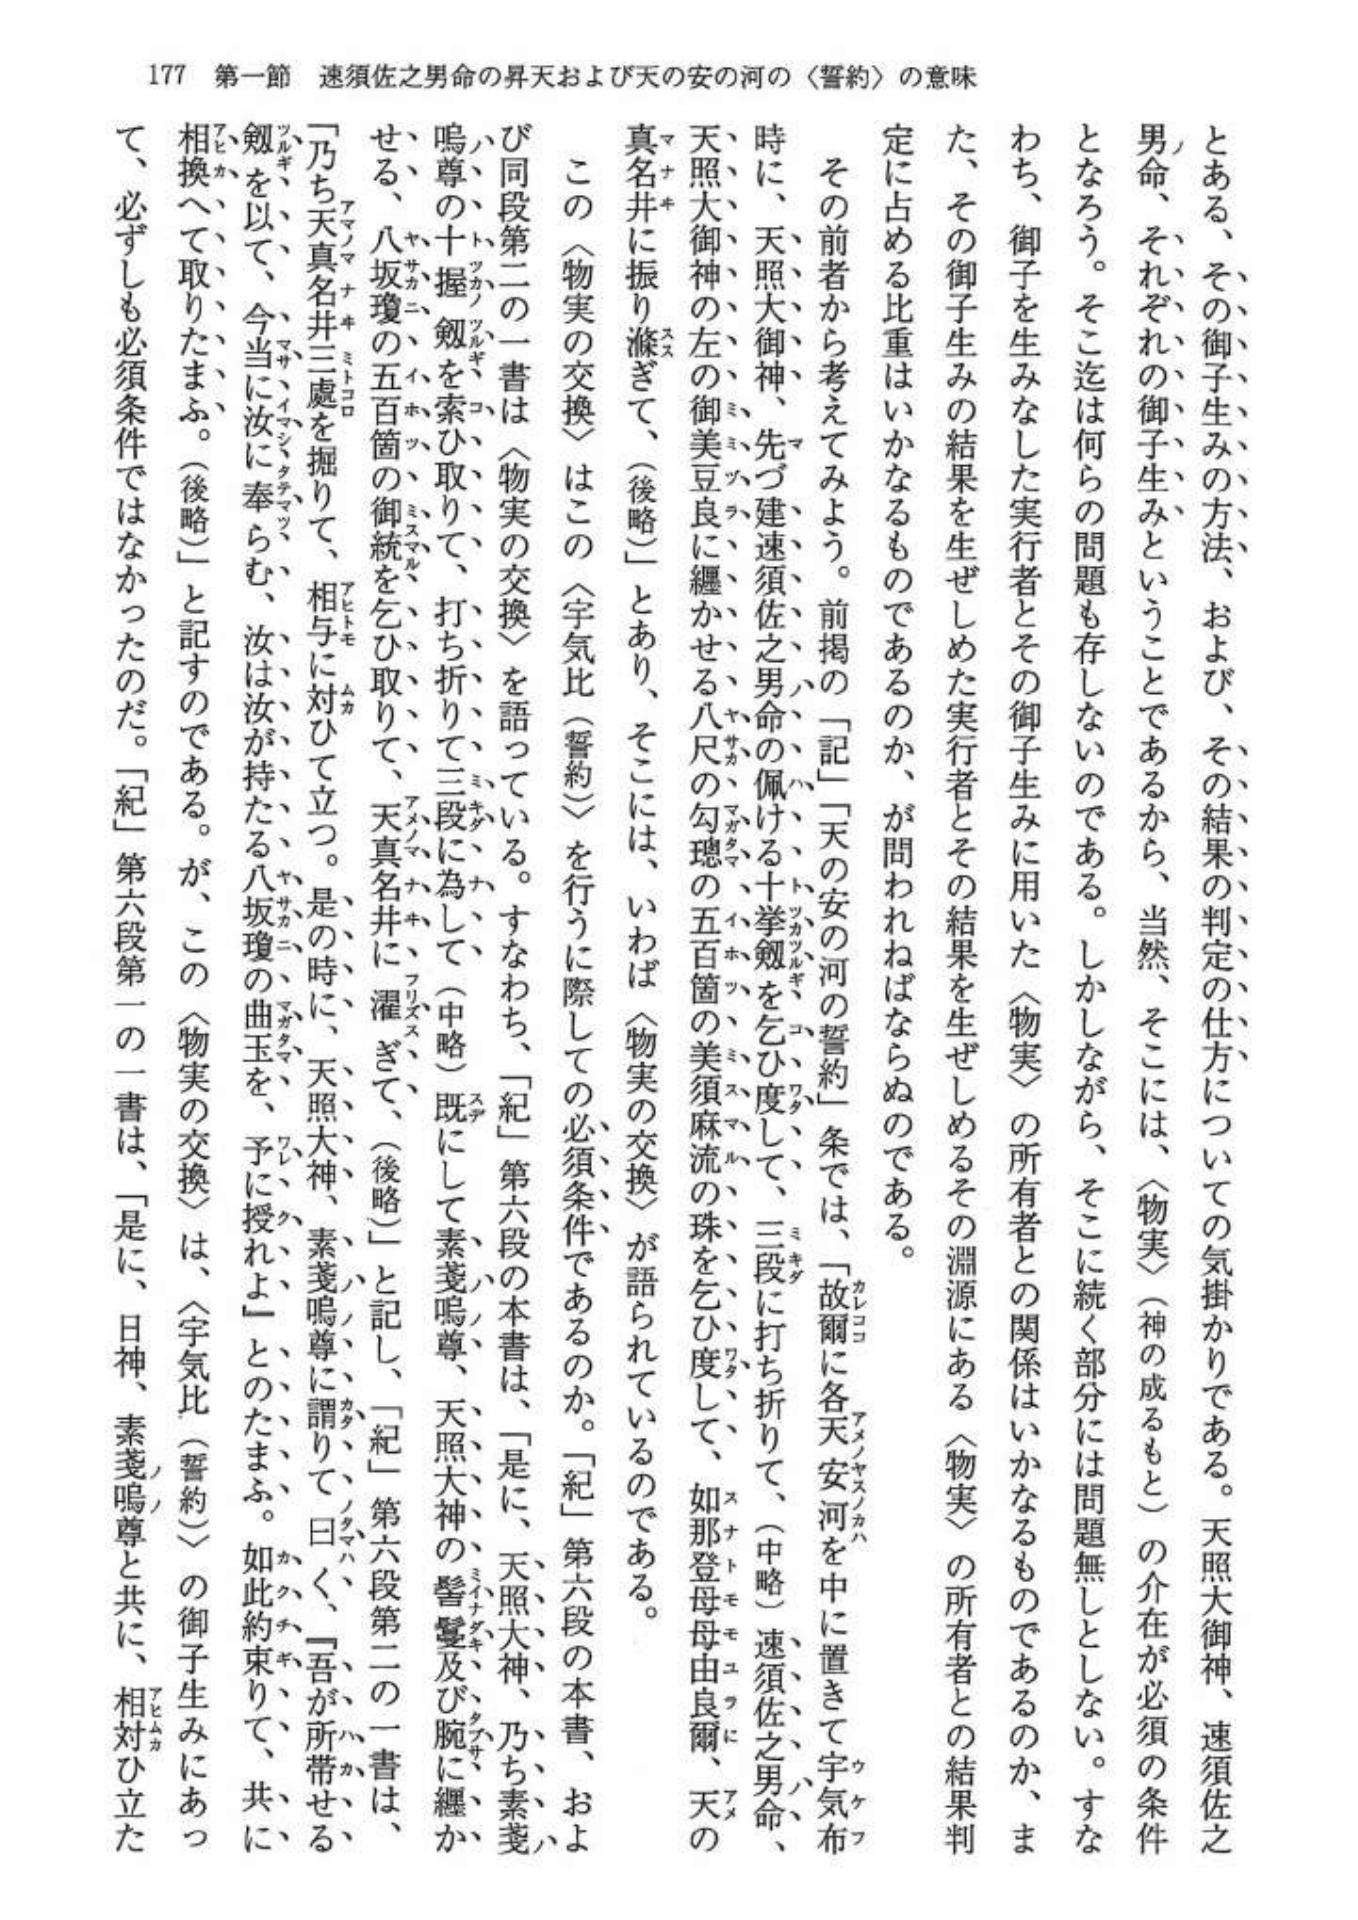 177　第一節　速須佐之男命の昇天および天の安の河の〈誓約〉の意味
とある、その御子生みの方法、および、その結果の判定の仕方についての気掛かりである。天照大御神、速須佐之
男命、それぞれの御子生みということであるから、当然、そこには、〈物実〉（神の成るもと）の介在が必須の条件
となろう。そこ迄は何らの問題も存しないのである。しかしながら、そこに続く部分には問題無しとしない。すな
わち、御子を生みなした実行者とその御子生みに用いた〈物実〉の所有者との関係はいかなるものであるのか、ま
た、その御子生みの結果を生ぜしめた実行者とその結果を生ぜしめるその淵源にある〈物実〉の所有者との結果判
定に占める比重はいかなるものであるのか、が問われねばならぬのである。
その前者から考えてみよう。前掲の「記」「天の安の河の誓約」条では、「故爾に各天安河を中に置きて宇気布
時に、天照大御神、先づ建速須佐之男命の佩ける十挙剱を乞ひ度して、三段に打ち折りて、（中略）速須佐之男命、
天照大御神の左の御美豆良に纒かせる八尺の勾璁の五百箇の美須麻流の珠を乞ひ度して、如那登母母由良爾、天の
真名井に振り滌ぎて、（後略）」とあり、そこには、いわば〈物実の交換〉が語られているのである。
この〈物実の交換〉はこの〈宇気比（誓約）〉を行うに際しての必須条件であるのか。「紀」第六段の本書、およ
び同段第二の一書は〈物実の交換〉を語っている。すなわち、「紀」第六段の本書は、「是に、天照大神、乃ち素戔
嗚尊の十握剱を索ひ取りて、打ち折りて三段に為して（中略）既にして素戔嗚尊、天照大神の髻鬘及び腕に纒か
せる、八坂瓊の五百箇の御統を乞ひ取りて、天真名井に濯ぎて、（後略）」と記し、「紀」第六段第二の一書は、
「乃ち天真名井三處を掘りて、相与に対ひて立つ。是の時に、天照大神、素戔嗚尊に謂りて曰く、『吾が所帯せる
剱を以て、今当に汝に奉らむ、汝は汝が持たる八坂瓊の曲玉を、予に授れよ』とのたまふ。如此約束りて、共に
相換へて取りたまふ。（後略）」と記すのである。が、この〈物実の交換〉は、〈宇気比（誓約）〉の御子生みにあっ
て、必ずしも必須条件ではなかったのだ。「紀」第六段第一の一書は、「是に、日神、素戔嗚尊と共に、相対ひ立た